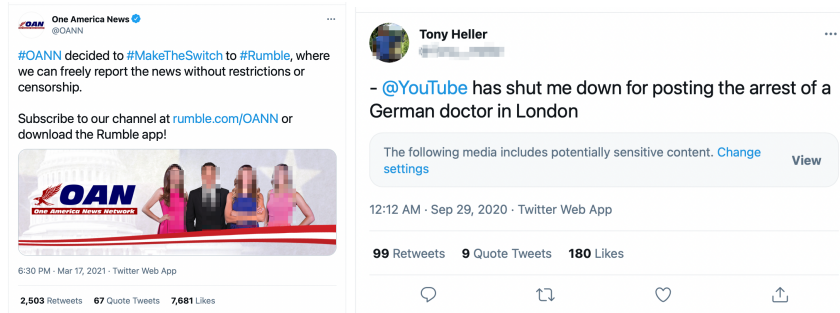 OAN
One America News
@OANN
#OANN decided to #MakeTheSwitch to #Rumble, where
we can freely report the news without restrictions or
censorship.
Subscribe to our channel at rumble.com/OANN or
download the Rumble app!
OAN
One America News Network
6:30 PM · Mar 17, 2021 · Twitter Web App
2,503 Retweets 67 Quote Tweets 7,681 Likes
Tony Heller
- @YouTube has shut me down for posting the arrest of a
German doctor in London
The following media includes potentially sensitive content. Change
settings
View
12:12 AM · Sep 29, 2020 · Twitter Web App
99 Retweets 9 Quote Tweets 180 Likes